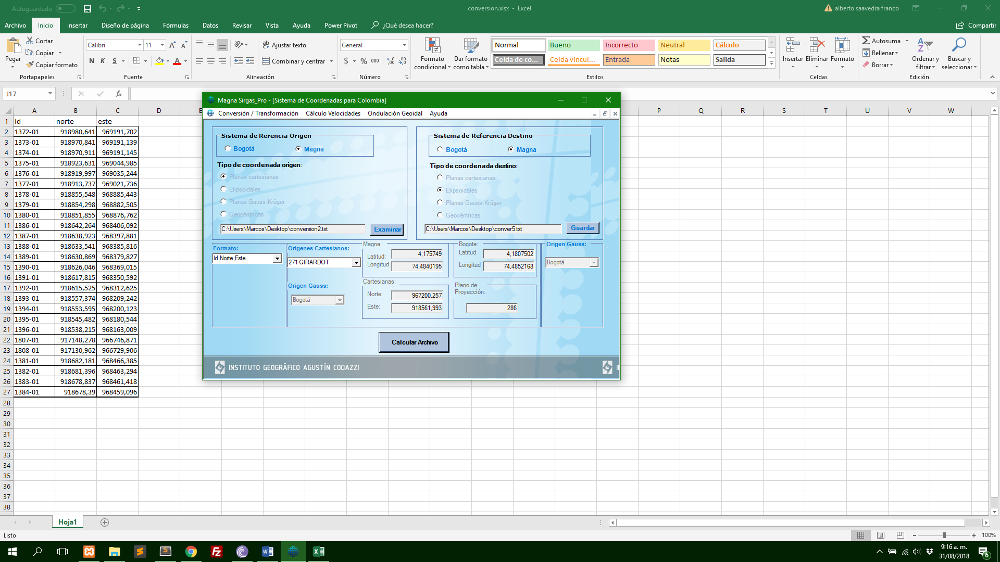 Autoguardado
conversion.xlsx - Excel
alberto saavedra franco
Archivo Inicio Insertar Diseño de página Fórmulas Datos Revisar Vista Ayuda Power Pivot ¿Qué desea hacer? Compartir
Pegar
Cortar
Copiar
Copiar formato
Portapapeles
Calibri 11
N K S
Fuente
Ajustar texto
Combinar y centrar
Alineación
General
$ % 000
Número
Formato condicional
Dar formato como tabla
Normal Bueno Incorrecto Neutral Cálculo
Celda de co... Celda vincul... Entrada Notas Salida
Estilos
Insertar Eliminar Formato
Celdas
Autosuma
Rellenar
Borrar
Ordenar y filtrar
Buscar y seleccionar
Edición
J17
fx
A B C D E P Q R S T U V W
1 id norte este
2 1372-01 918980,641 969191,702
3 1373-01 918970,841 969191,139
4 1374-01 918970,911 969191,145
5 1375-01 918923,631 969044,985
6 1376-01 918919,997 969035,244
7 1377-01 918913,737 969021,736
8 1378-01 918855,548 968885,443
9 1379-01 918854,298 968882,505
10 1380-01 918851,855 968876,762
11 1386-01 918642,264 968406,092
12 1387-01 918638,923 968397,881
13 1388-01 918633,541 968385,816
14 1389-01 918630,869 968379,827
15 1390-01 918626,046 968369,015
16 1391-01 918617,815 968350,592
17 1392-01 918615,525 968312,625
18 1393-01 918557,374 968209,242
19 1394-01 918553,595 968200,123
20 1395-01 918545,482 968180,544
21 1396-01 918538,215 968163,009
22 1807-01 917148,278 966746,871
23 1808-01 917130,962 966729,906
24 1381-01 918682,181 968466,385
25 1382-01 918681,396 968463,294
26 1383-01 918678,837 968461,418
27 1384-01 918678,39 968459,096
28
29
30
31
32
33
34
35
36
37
38
Magna Sirgas_Pro - [Sistema de Coordenadas para Colombia]
Conversión / Transformación Cálculo Velocidades Ondulación Geoidal Ayuda
Sistema de Rerencia Origen
Bogotá Magna
Tipo de coordenada origen:
Planas cartesianas
Elipsoidales
Planas Gauss-Krüger
Geocéntricas
C:\Users\Marcos\Desktop\conversion2.txt
Examinar
Sistema de Referencia Destino
Bogotá Magna
Tipo de coordenada destino:
Planas cartesianas
Elipsoidales
Planas Gauss-Krüger
Geocéntricas
C:\Users\Marcos\Desktop\conver5.txt
Guardar
Formato:
Id,Norte,Este
Origenes Cartesianos:
271 GIRARDOT
Origen Gauss:
Bogotá
Magna:
Latitud: 4,175749
Longitud 74,4840195
Bogota:
Latitud 4,1807502
Longitud 74,4852168
Cartesianas:
Norte: 967200,257
Este: 918561,993
Plano de Proyección:
286
Origen Gauss:
Bogotá
Calcular Archivo
INSTITUTO GEOGRÁFICO AGUSTÍN CODAZZI
Hoja1
Listo
100%
9:16 a. m.
31/08/2018
6